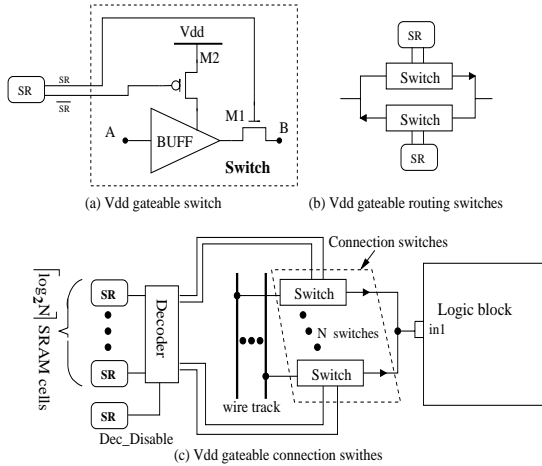 Vdd
M2
SR
SR
SR
M1
A
BUFF
B
Switch
(a) Vdd gateable switch
SR
Switch
Switch
SR
(b) Vdd gateable routing switches
Connection switches
⌈log2N⌉ SRAM cells
SR
SR
SR
Dec_Disable
Decoder
wire track
Switch
N switches
Switch
in1
Logic block
(c) Vdd gateable connection swithes